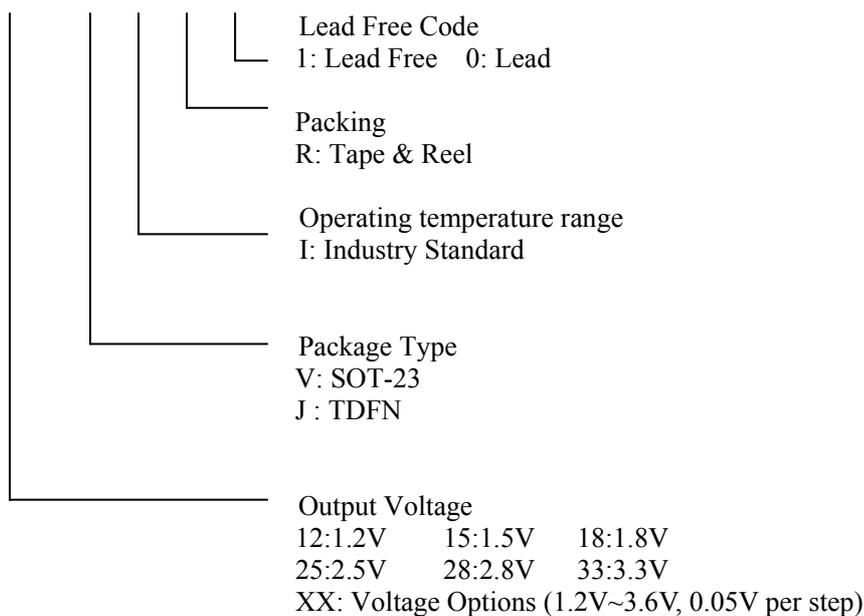 Lead Free Code
1: Lead Free 0: Lead
Packing
R: Tape & Reel
Operating temperature range
I: Industry Standard
Package Type
V: SOT-23
J : TDFN
Output Voltage
12:1.2V 15:1.5V 18:1.8V
25:2.5V 28:2.8V 33:3.3V
XX: Voltage Options (1.2V~3.6V, 0.05V per step)